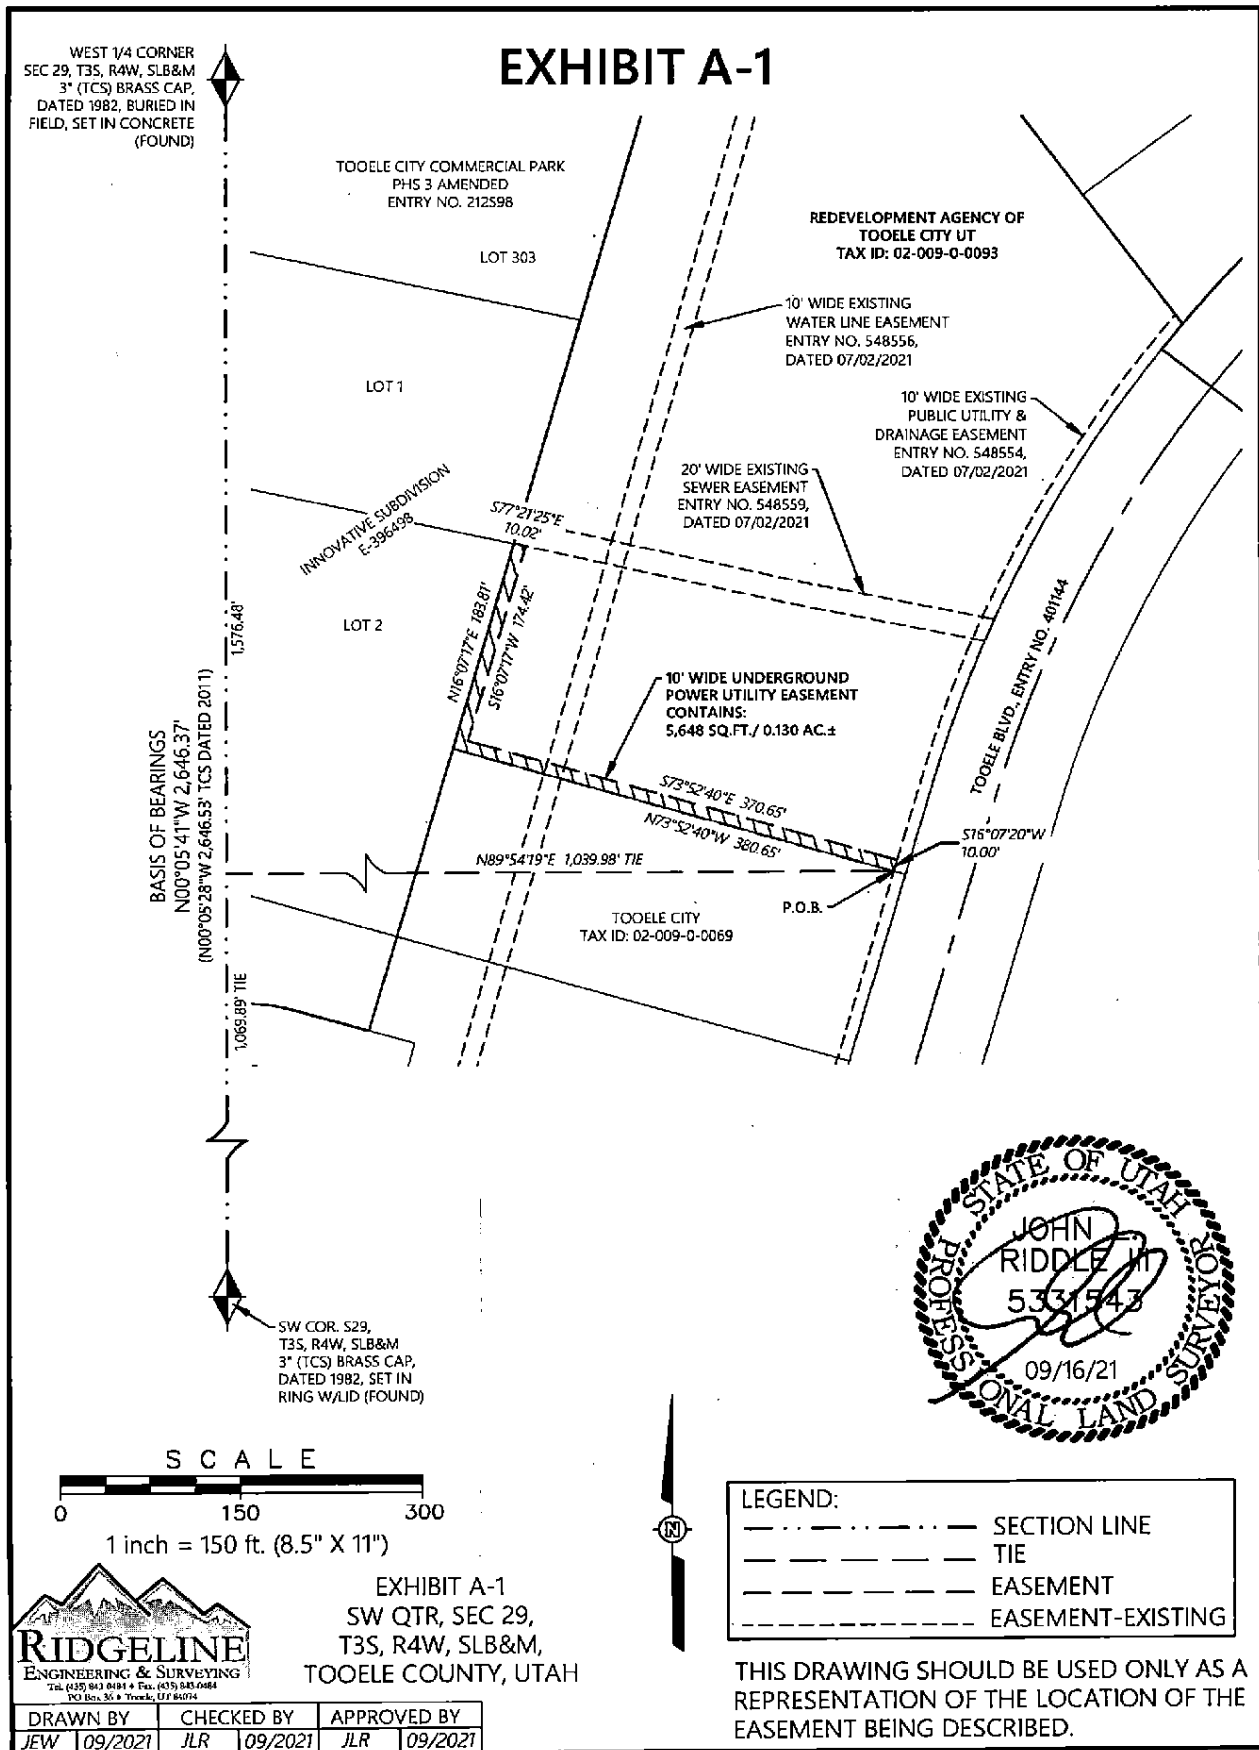 EXHIBIT A-1
WEST 1/4 CORNER
SEC 29, T3S, R4W, SLB&M
3" (TCS) BRASS CAP,
DATED 1982, BURIED IN
FIELD, SET IN CONCRETE
(FOUND)
TOOELE CITY COMMERCIAL PARK
PHS 3 AMENDED
ENTRY NO. 212598
LOT 303
REDEVELOPMENT AGENCY OF
TOOELE CITY UT
TAX ID: 02-009-0-0093
10' WIDE EXISTING
WATER LINE EASEMENT
ENTRY NO. 548556,
DATED 07/02/2021
LOT 1
10' WIDE EXISTING
PUBLIC UTILITY &
DRAINAGE EASEMENT
ENTRY NO. 548554,
DATED 07/02/2021
20' WIDE EXISTING
SEWER EASEMENT
ENTRY NO. 548559,
DATED 07/02/2021
INNOVATIVE SUBDIVISION
E-396498
S77°21'25"E
10.02'
LOT 2
N16°07'17"E 183.81'
S16°07'17"W 174.42'
1,576.48'
BASIS OF BEARINGS
N00°05'41"W 2,646.37'
(N00°05'28"W 2,646.53' TCS DATED 2011)
1,069.89' TIE
10' WIDE UNDERGROUND
POWER UTILITY EASEMENT
CONTAINS:
5,648 SQ.FT./ 0.130 AC.±
TOOELE BLVD., ENTRY NO. 401144
S73°52'40"E 370.65'
N73°52'40"W 380.65'
S16°07'20"W
10.00'
N89°54'19"E 1,039.98' TIE
P.O.B.
TOOELE CITY
TAX ID: 02-009-0-0069
SW COR. S29,
T3S, R4W, SLB&M
3" (TCS) BRASS CAP,
DATED 1982, SET IN
RING W/LID (FOUND)
STATE OF UTAH
JOHN
RIDDLE III
5331543
09/16/21
PROFESSIONAL LAND SURVEYOR
SCALE
0 150 300
1 inch = 150 ft. (8.5" X 11")
N
LEGEND:
SECTION LINE
TIE
EASEMENT
EASEMENT-EXISTING
RIDGELINE
ENGINEERING & SURVEYING
Tel. (435) 843 0484 Fax. (435) 843-0484
PO Box 36 Tooele, UT 84074
EXHIBIT A-1
SW QTR, SEC 29,
T3S, R4W, SLB&M,
TOOELE COUNTY, UTAH
THIS DRAWING SHOULD BE USED ONLY AS A
REPRESENTATION OF THE LOCATION OF THE
EASEMENT BEING DESCRIBED.
DRAWN BY CHECKED BY APPROVED BY
JEW 09/2021 JLR 09/2021 JLR 09/2021